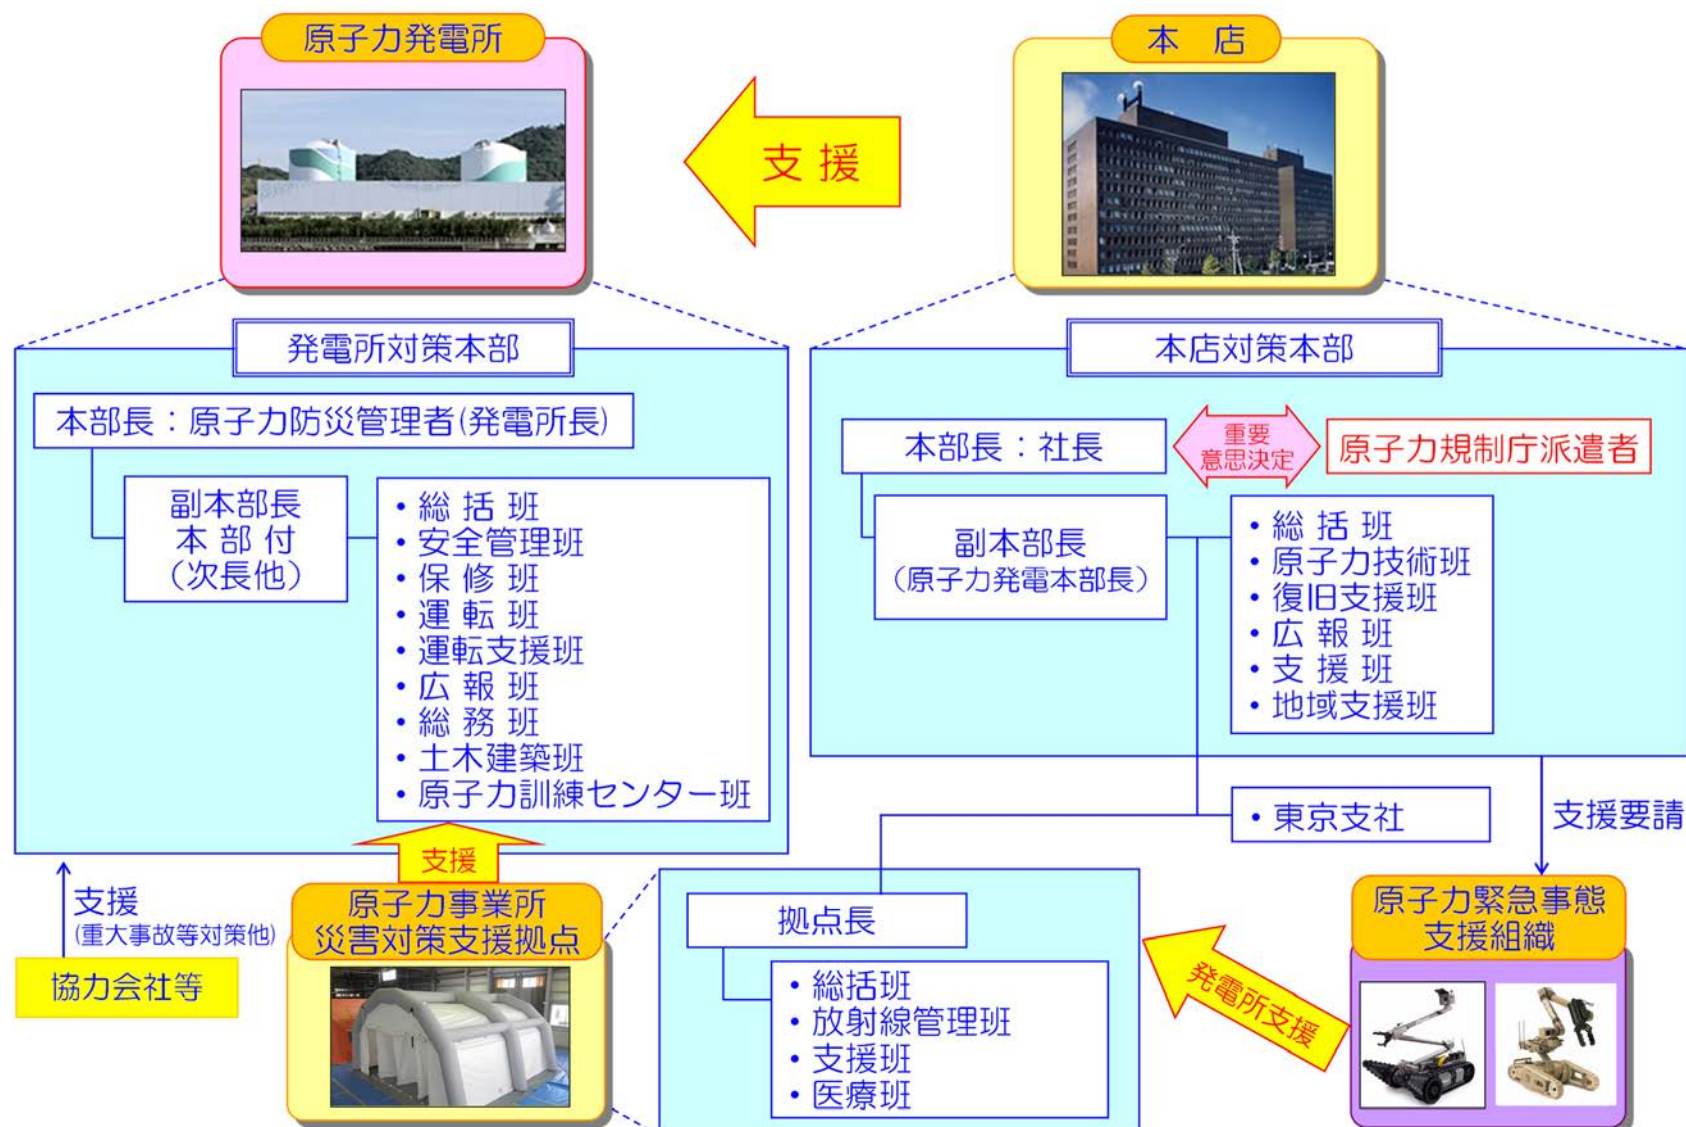 原子力発電所
本 店
支 援
発電所対策本部
本部長：原子力防災管理者(発電所長)
副本部長
本 部 付
（次長他）
・総 括 班
・安全管理班
・保 修 班
・運 転 班
・運転支援班
・広 報 班
・総 務 班
・土木建築班
・原子力訓練センター班
本店対策本部
本部長：社長
重要
意思決定
原子力規制庁派遣者
副本部長
（原子力発電本部長）
・総 括 班
・原子力技術班
・復旧支援班
・広 報 班
・支 援 班
・地域支援班
・東京支社
支援要請
支援
支援
(重大事故等対策他)
協力会社等
原子力事業所
災害対策支援拠点
拠点長
・総括班
・放射線管理班
・支援班
・医療班
発電所支援
原子力緊急事態
支援組織